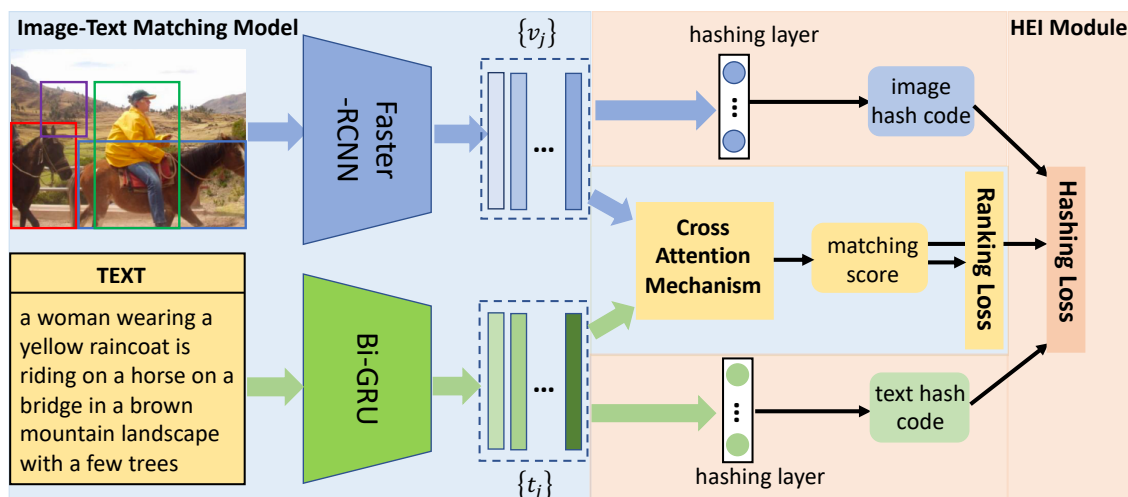 Image-Text Matching Model
HEI Module
{v_j}
hashing layer
Faster
-RCNN
...
...
image
hash code
Cross
Attention
Mechanism
matching
score
Ranking Loss
Hashing Loss
TEXT
a woman wearing a
yellow raincoat is
riding on a horse on a
bridge in a brown
mountain landscape
with a few trees
Bi-GRU
...
...
text hash
code
{t_j}
hashing layer